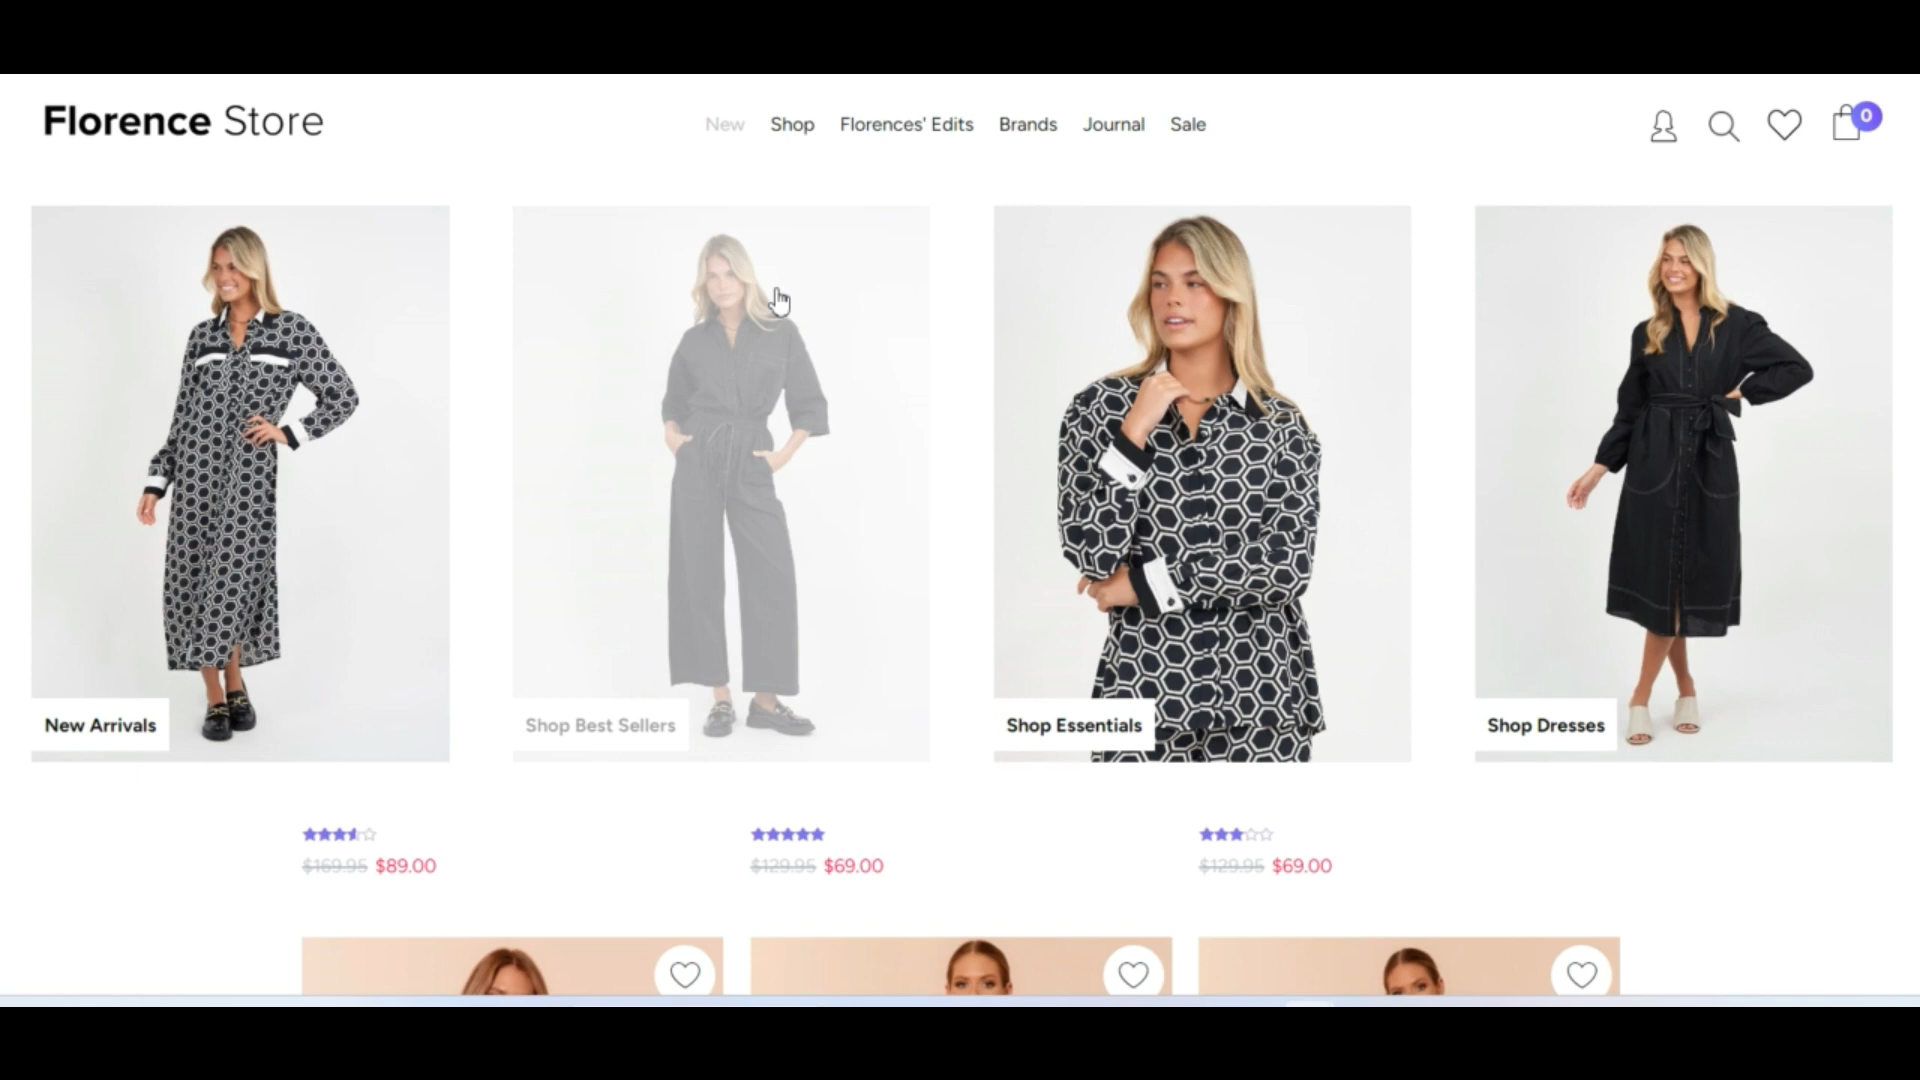 Florence Store
New Shop Florences' Edits Brands Journal Sale
0
New Arrivals
Shop Best Sellers
Shop Essentials
Shop Dresses
$169.95 $89.00
$129.95 $69.00
$129.95 $69.00